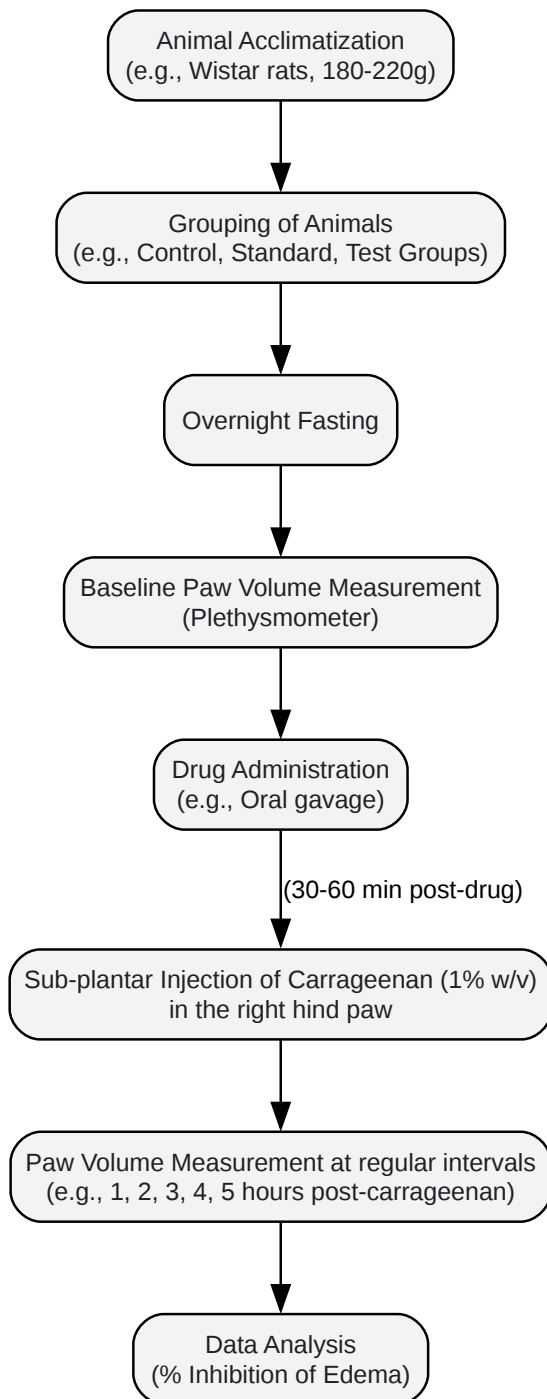 Animal Acclimatization
(e.g., Wistar rats, 180-220g)
Grouping of Animals
(e.g., Control, Standard, Test Groups)
Overnight Fasting
Baseline Paw Volume Measurement
(Plethysmometer)
Drug Administration
(e.g., Oral gavage)
(30-60 min post-drug)
Sub-plantar Injection of Carrageenan (1% w/v)
in the right hind paw
Paw Volume Measurement at regular intervals
(e.g., 1, 2, 3, 4, 5 hours post-carrageenan)
Data Analysis
(% Inhibition of Edema)